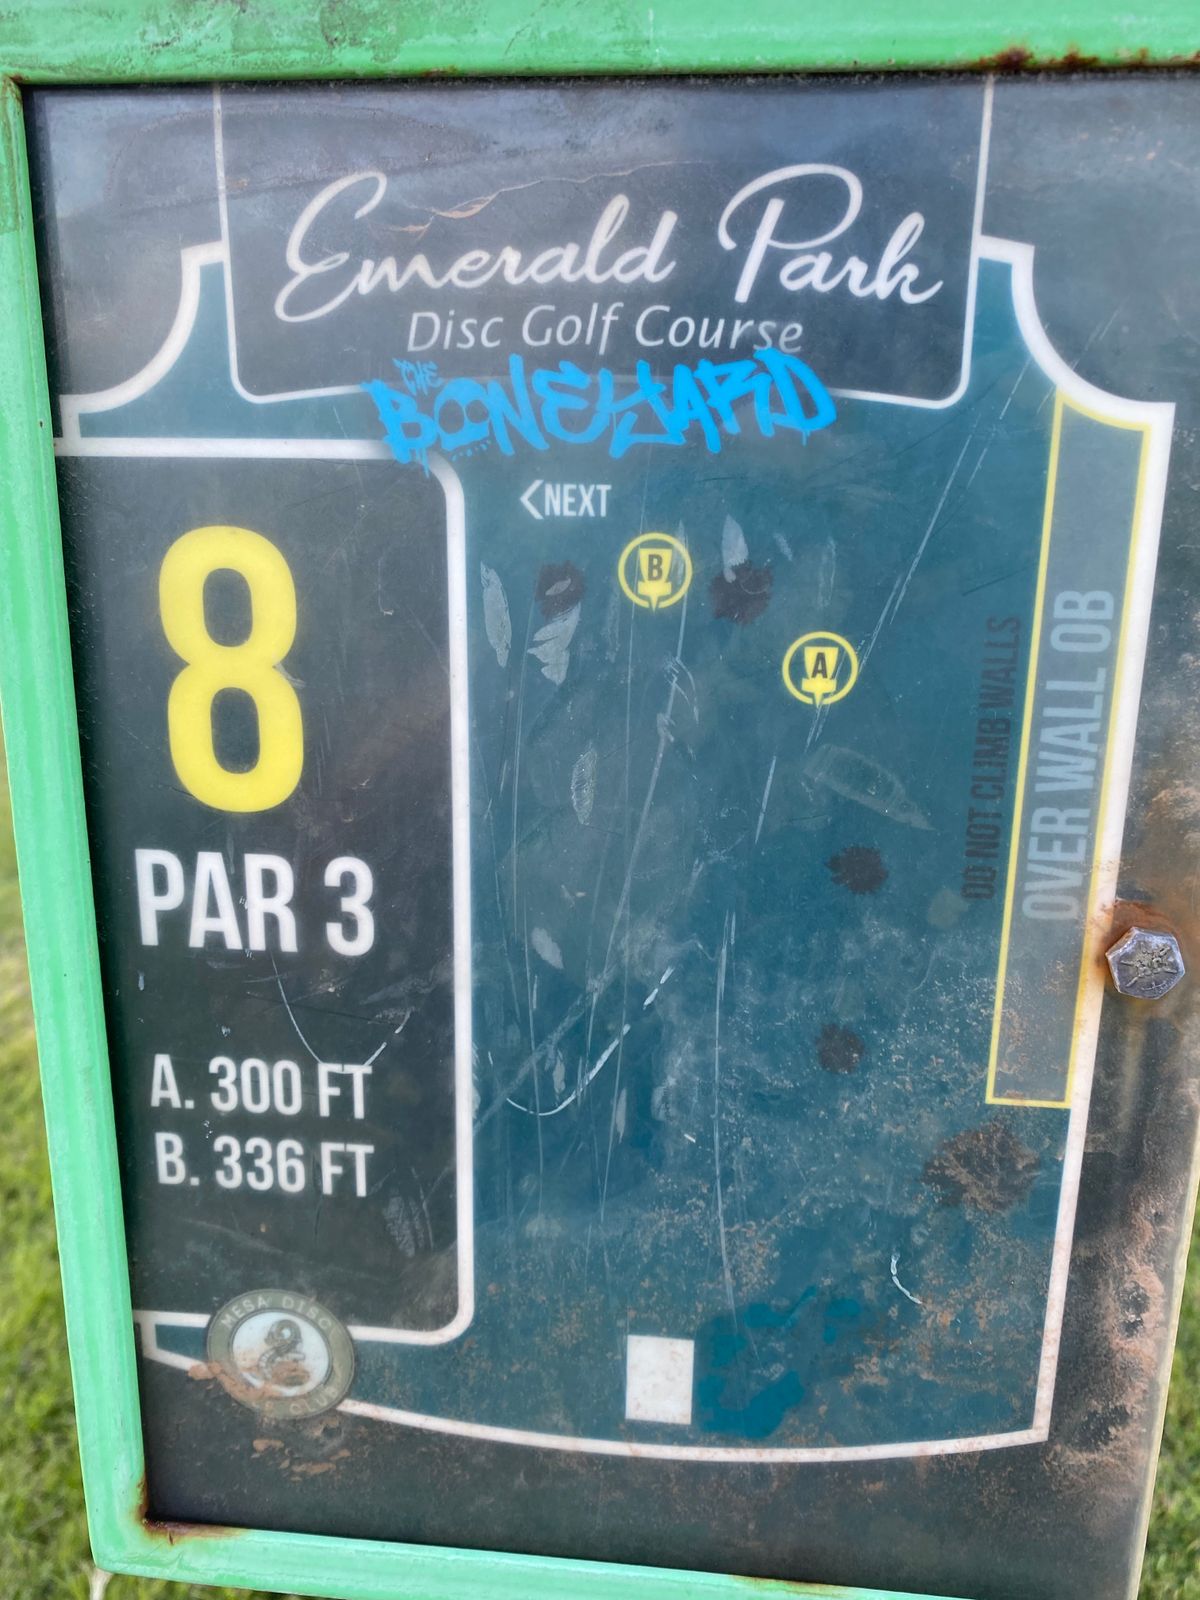 Emerald Park
Disc Golf Course
THE
BONEYARD
<NEXT
B
A
8
PAR 3
A. 300 FT
B. 336 FT
DO NOT CLIMB WALLS
OVER WALL OB
MESA DISC
CLUB